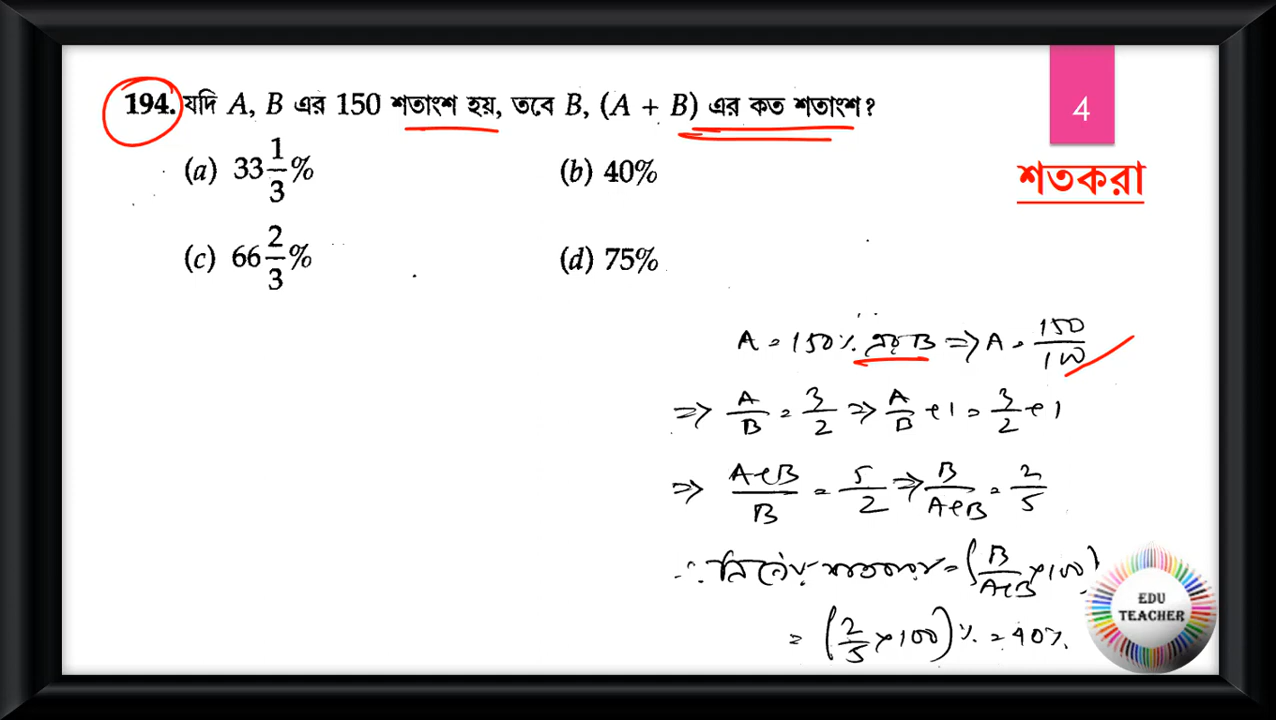 194. যদি A, B এর 150 শতাংশ হয়, তবে B, (A + B) এর কত শতাংশ?
4
শতকরা
(a) 33 1/3 % (b) 40%
(c) 66 2/3 % (d) 75%
A = 150% এর B ⇒ A = 150/100
⇒ A/B = 3/2 ⇒ A/B + 1 = 3/2 + 1
⇒ A+B/B = 5/2 ⇒ B/A+B = 2/5
∴ = (B/A+B × 100)
= (2/5 × 100) % = 40%
EDU
TEACHER